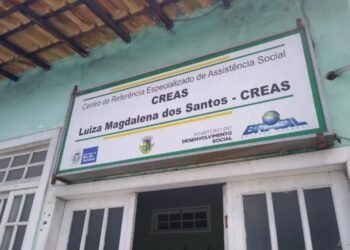 Centro de Referência Especializado de Assistência Social
CREAS
Luiza Magdalena dos Santos - CREAS
MINISTÉRIO DO
DESENVOLVIMENTO
SOCIAL
BRASIL